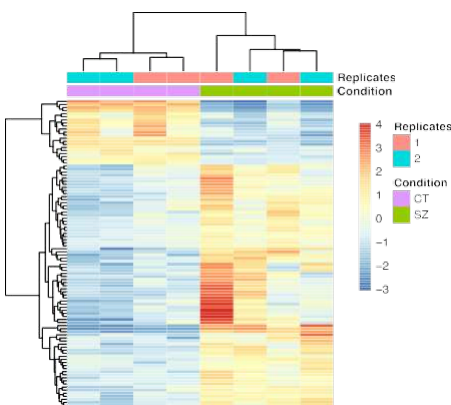 Replicates
Condition
4
3
2
1
0
−1
−2
−3
Replicates
1
2
Condition
CT
SZ